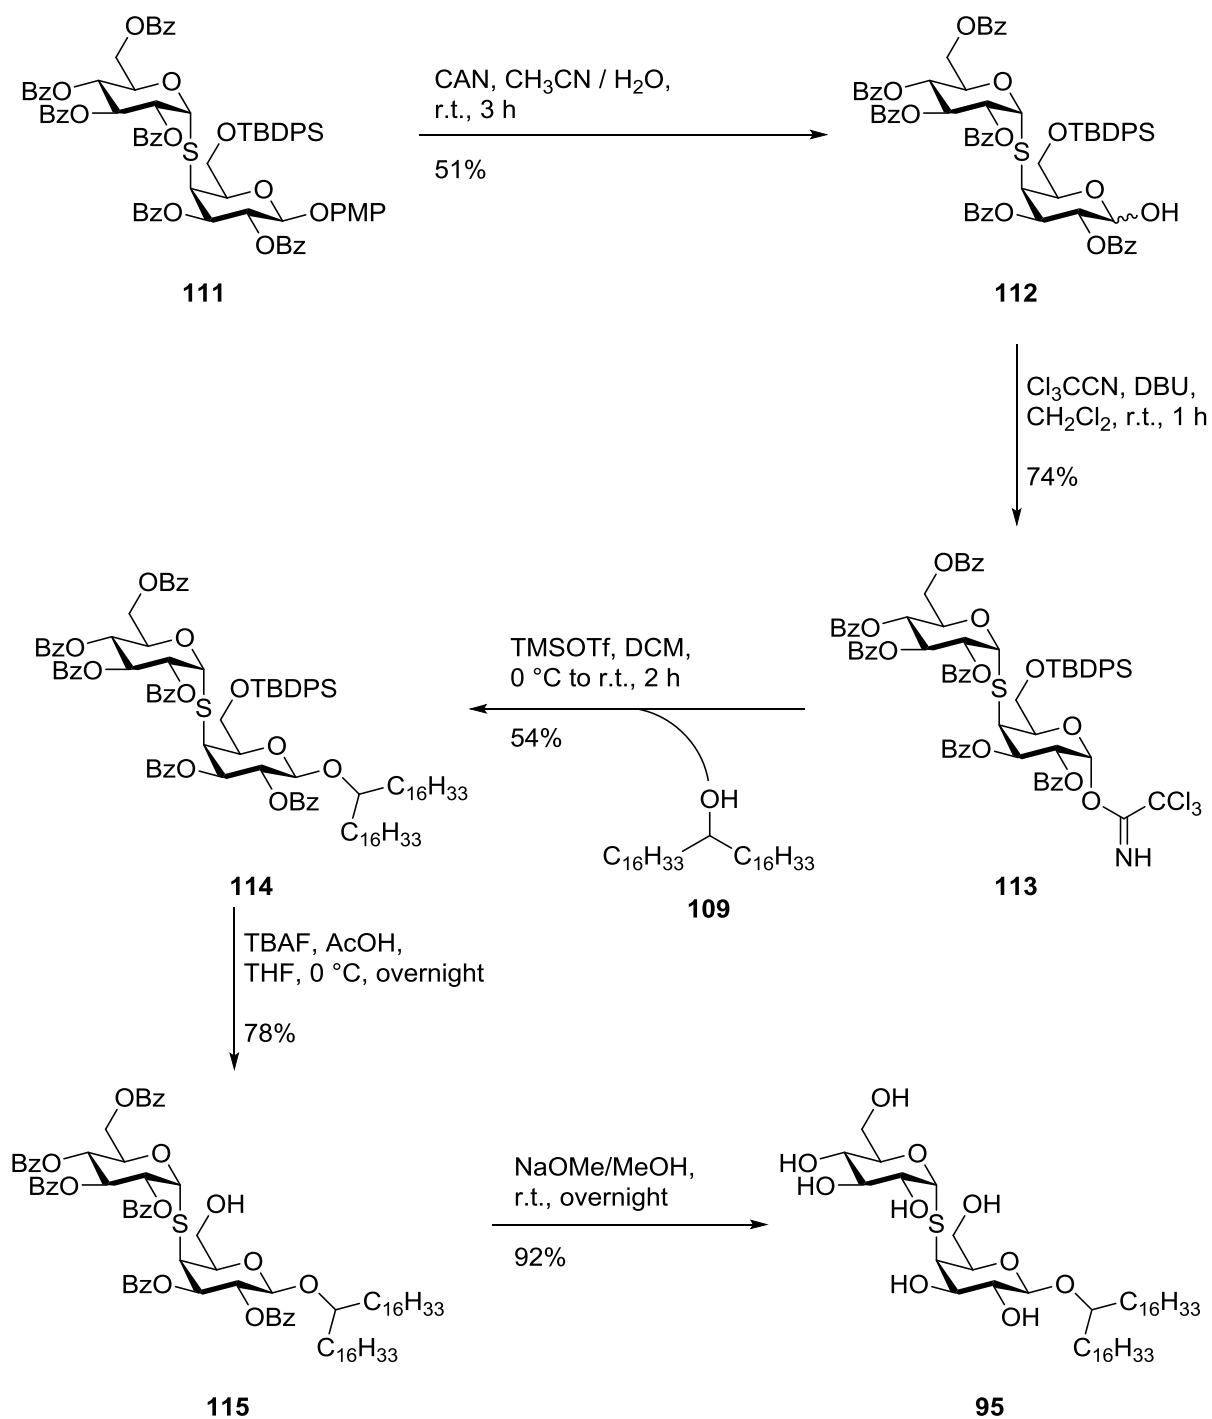 OBz
BzO
O
BzO
BzO
S
OTBDPS
O
BzO
OPMP
OBz
111
CAN, CH₃CN / H₂O,
r.t., 3 h
51%
OBz
BzO
O
BzO
BzO
S
OTBDPS
O
BzO
OH
OBz
112
Cl₃CCN, DBU,
CH₂Cl₂, r.t., 1 h
74%
OBz
BzO
O
BzO
BzO
S
OTBDPS
O
BzO
BzO
O
CCl₃
NH
113
TMSOTf, DCM,
0 °C to r.t., 2 h
54%
OH
C₁₆H₃₃ C₁₆H₃₃
109
OBz
BzO
O
BzO
BzO
S
OTBDPS
O
BzO
O
C₁₆H₃₃
OBz
C₁₆H₃₃
114
TBAF, AcOH,
THF, 0 °C, overnight
78%
OBz
BzO
O
BzO
BzO
S
OH
O
BzO
O
C₁₆H₃₃
OBz
C₁₆H₃₃
115
NaOMe/MeOH,
r.t., overnight
92%
OH
HO
O
HO
HO
S
OH
O
HO
O
C₁₆H₃₃
OH
C₁₆H₃₃
95